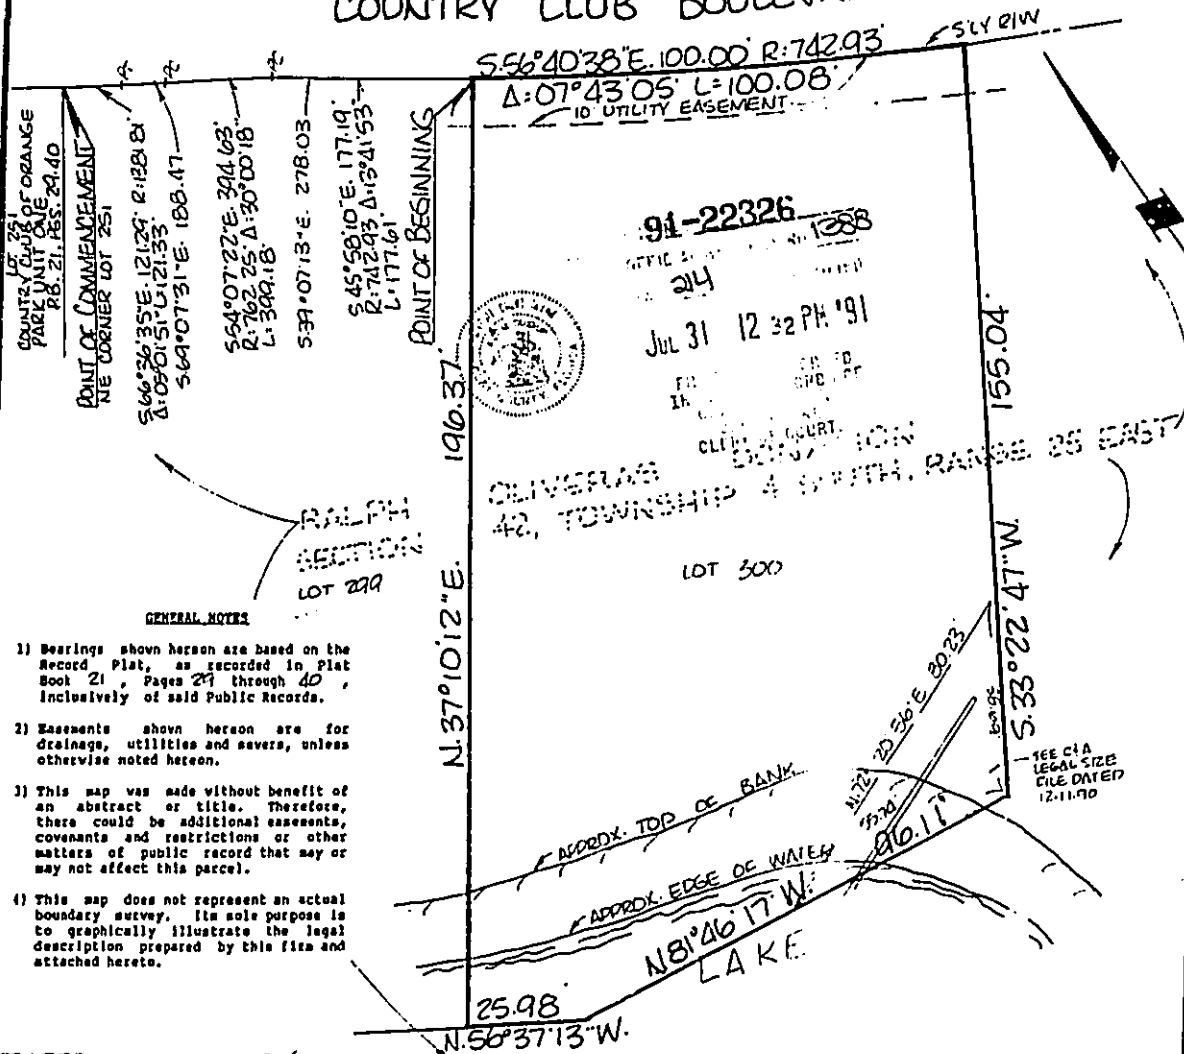 COUNTRY CLUB
S.56°40'38"E. 100.00' R:742.93'
S'LY R/W
Δ:07°43'05" L=100.08'
10' UTILITY EASEMENT
LOT 251
COUNTRY CLUB OF ORANGE
PARK UNIT ONE
P.B. 21, PGS. 29-40
POINT OF COMMENCEMENT
NE CORNER LOT 251
S.66°36'35"E. 121.29'
Δ:05°01'51" L:121.33'
S.69°07'31"E. 188.47'
S.54°07'22"E. 394.63'
R:762.25' Δ:30°00'18"
L:399.18'
S.39°07'13"E. 278.03
S.45°58'10"E. 177.19'
R:742.93' Δ:13°41'53"
L:177.61'
POINT OF BEGINNING
91-22326
1388
214
JUL 31 12 32 PM '91
CLERK OF COURT
196.37'
N.37°10'12"E.
155.04'
S.33°22'47"W.
RALPH
SECTION
LOT 299
OLIVERAS
42, TOWNSHIP 4 SOUTH, RANGE 25 EAST
LOT 300
GENERAL NOTES
1) Bearings shown hereon are based on the
Record Plat, as recorded in Plat
Book 21, Pages 29 through 40,
inclusively of said Public Records.
2) Easements shown hereon are for
drainage, utilities and sewers, unless
otherwise noted hereon.
3) This map was made without benefit of
an abstract or title. Therefore,
there could be additional easements,
covenants and restrictions or other
matters of public record that may or
may not affect this parcel.
4) This map does not represent an actual
boundary survey. Its sole purpose is
to graphically illustrate the legal
description prepared by this firm and
attached hereto.
30.23'
SEE C&A
LEGAL SIZE
FILE DATED
12.11.90
APPROX. TOP OF BANK
APPROX. EDGE OF WATER
96.17'
N.81°46'17"W.
LAKE
25.98'
N.56°37'13"W.